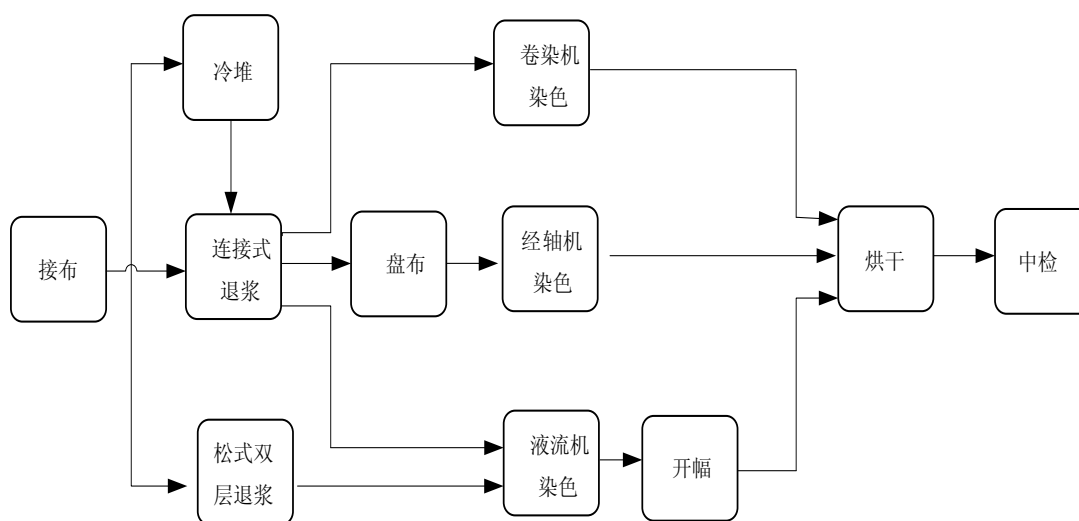 冷堆
卷染机
染色
接布
连接式
退浆
盘布
经轴机
染色
烘干
中检
松式双
层退浆
液流机
染色
开幅